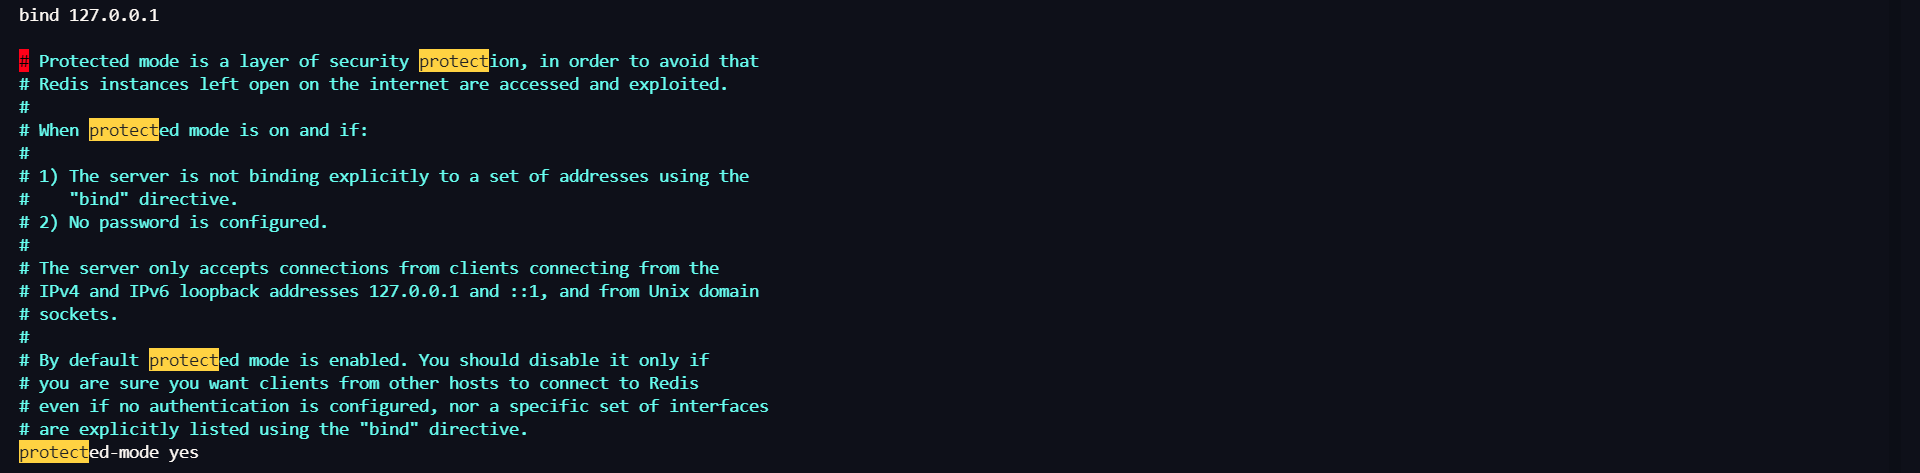 bind 127.0.0.1
# Protected mode is a layer of security protection, in order to avoid that
# Redis instances left open on the internet are accessed and exploited.
#
# When protected mode is on and if:
#
# 1) The server is not binding explicitly to a set of addresses using the
#    "bind" directive.
# 2) No password is configured.
#
# The server only accepts connections from clients connecting from the
# IPv4 and IPv6 loopback addresses 127.0.0.1 and ::1, and from Unix domain
# sockets.
#
# By default protected mode is enabled. You should disable it only if
# you are sure you want clients from other hosts to connect to Redis
# even if no authentication is configured, nor a specific set of interfaces
# are explicitly listed using the "bind" directive.
protected-mode yes